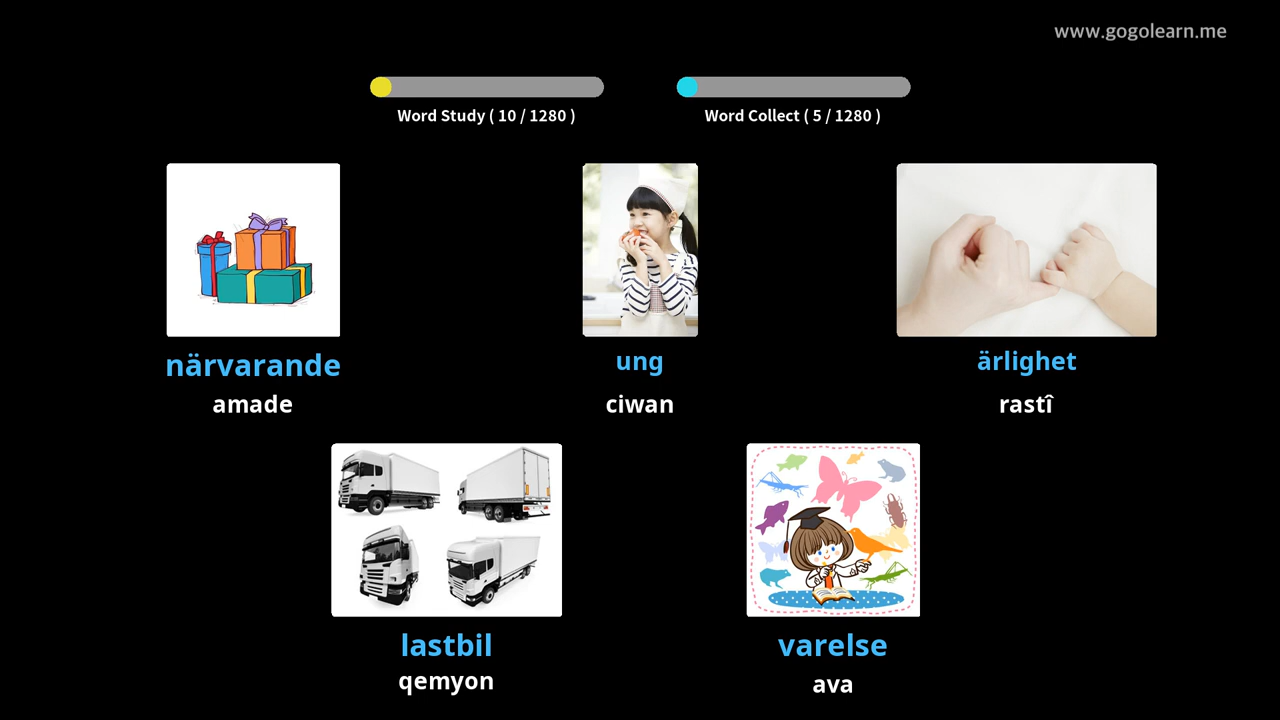 www.gogolearn.me
Word Study ( 10 / 1280 )
Word Collect ( 5 / 1280 )
närvarande
amade
ung
ciwan
ärlighet
rastî
lastbil
qemyon
varelse
ava